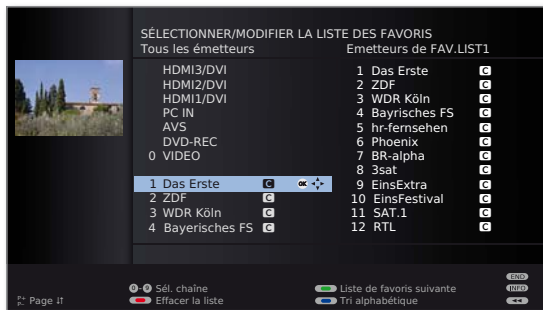 SÉLECTIONNER/MODIFIER LA LISTE DES FAVORIS
Tous les émetteurs
Emetteurs de FAV.LIST1
HDMI3/DVI
HDMI2/DVI
HDMI1/DVI
PC IN
AVS
DVD-REC
0 VIDEO
1 Das Erste C OK
2 ZDF C
3 WDR Köln C
4 Bayerisches FS C
1 Das Erste C
2 ZDF C
3 WDR Köln C
4 Bayrisches FS C
5 hr-fernsehen C
6 Phoenix C
7 BR-alpha C
8 3sat C
9 EinsExtra C
10 EinsFestival C
11 SAT.1 C
12 RTL C
P+ P- Page
0-9 Sél. chaîne
Effacer la liste
Liste de favoris suivante
Tri alphabétique
END
INFO